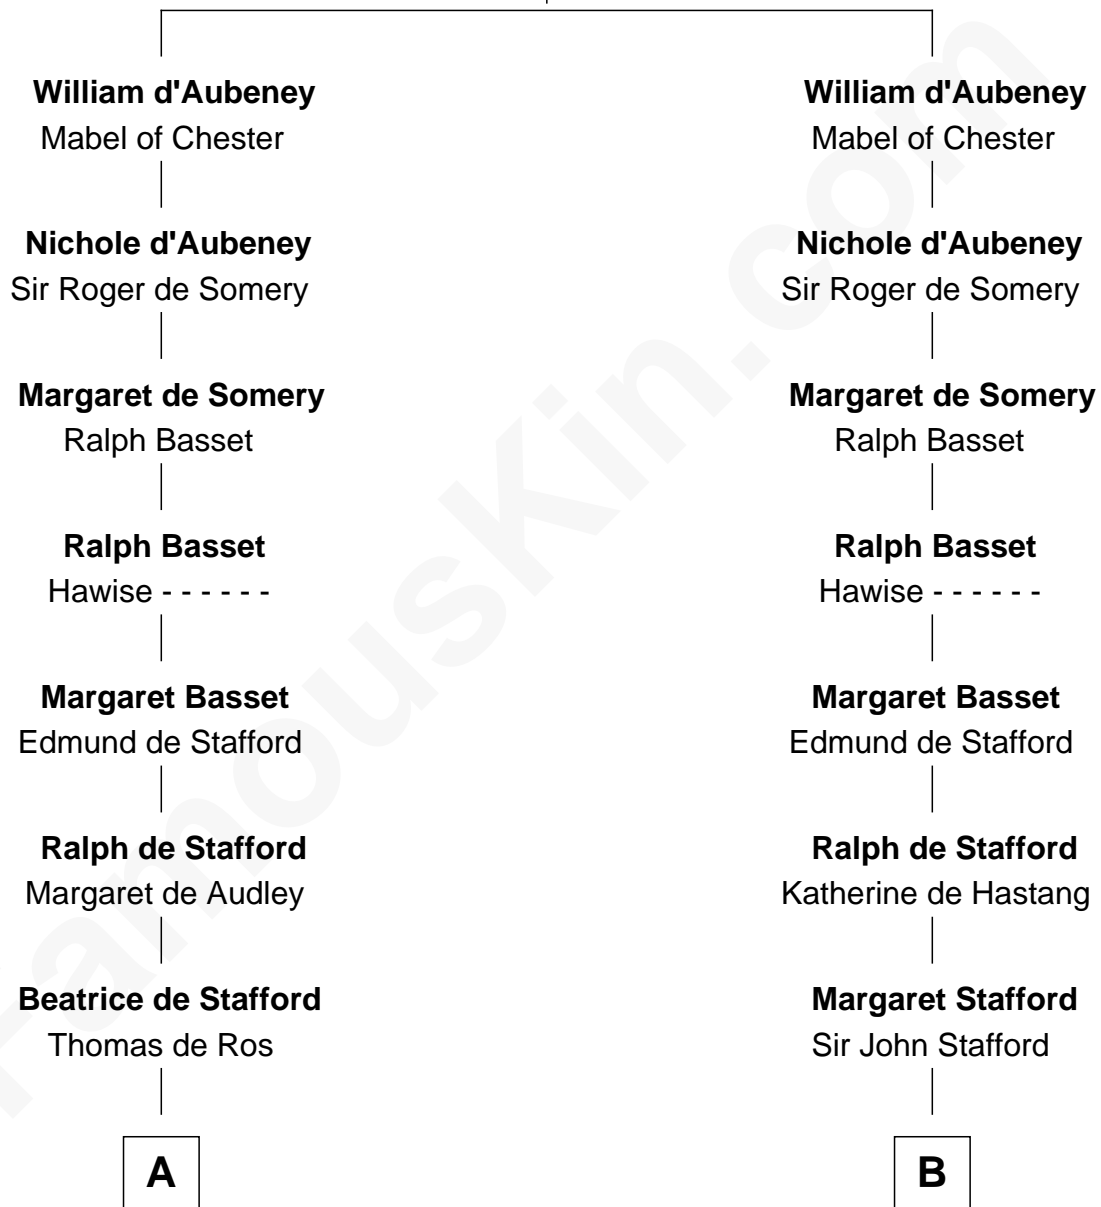 William d'Aubeney William d'Aubeney
Mabel of Chester Mabel of Chester
Nichole d'Aubeney Nichole d'Aubeney
Sir Roger de Somery Sir Roger de Somery
Margaret de Somery Margaret de Somery
Ralph Basset Ralph Basset
Ralph Basset Ralph Basset
Hawise - - - - - - Hawise - - - - - -
Margaret Basset Margaret Basset
Edmund de Stafford Edmund de Stafford
Ralph de Stafford Ralph de Stafford
Margaret de Audley Katherine de Hastang
Beatrice de Stafford Margaret Stafford
Thomas de Ros Sir John Stafford
A B
FamousKin.com